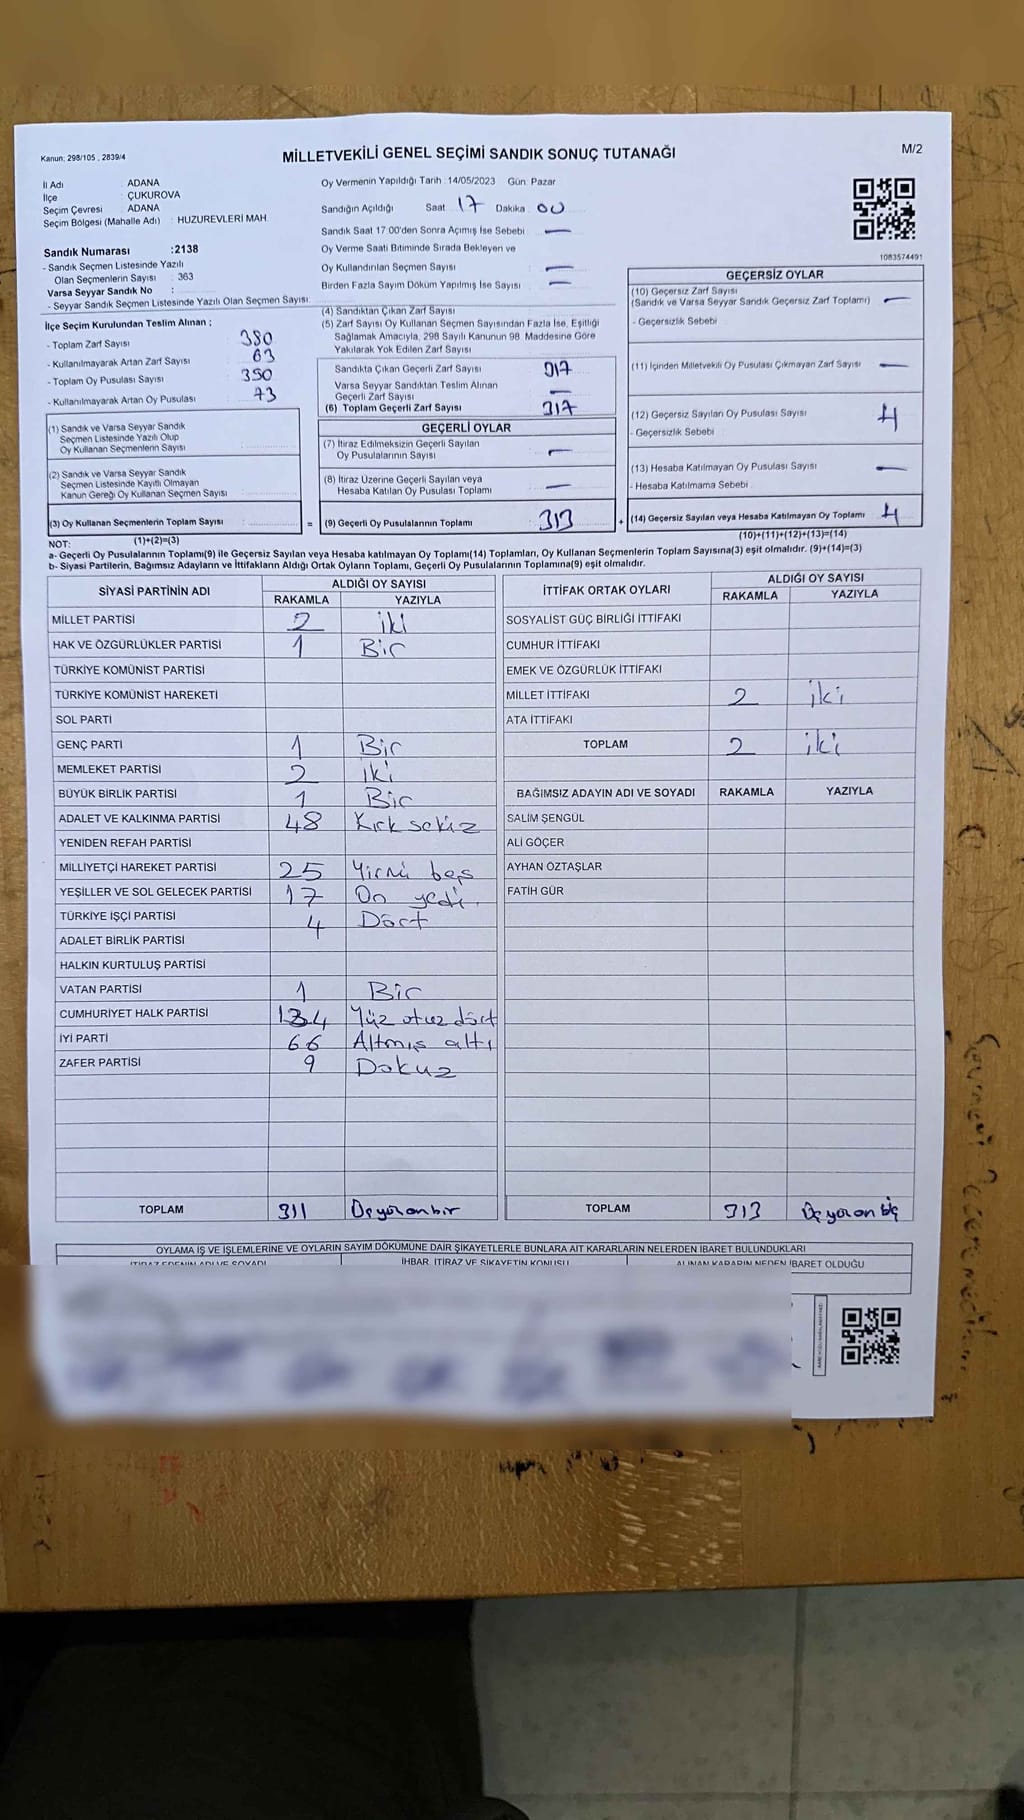 Kanun; 298/105 , 2839/4
MİLLETVEKİLİ GENEL SEÇİMİ SANDIK SONUÇ TUTANAĞI
M/2
İl Adı : ADANA
İlçe : ÇUKUROVA
Seçim Çevresi : ADANA
Seçim Bölgesi (Mahalle Adı) : HUZUREVLERİ MAH.
Sandık Numarası :2138
- Sandık Seçmen Listesinde Yazılı
Olan Seçmenlerin Sayısı : 363
Varsa Seyyar Sandık No :
- Seyyar Sandık Seçmen Listesinde Yazılı Olan Seçmen Sayısı:
Oy Vermenin Yapıldığı Tarih :14/05/2023 Gün: Pazar
Sandığın Açıldığı Saat 17 Dakika 00
Sandık Saat 17:00'den Sonra Açımış İse Sebebi —
Oy Verme Saati Bitiminde Sırada Bekleyen ve
Oy Kullandırılan Seçmen Sayısı —
Birden Fazla Sayım Döküm Yapılmış İse Sayısı —
1083574491
İlçe Seçim Kurulundan Teslim Alınan ;
- Toplam Zarf Sayısı 380
- Kullanılmayarak Artan Zarf Sayısı 63
- Toplam Oy Pusulası Sayısı 350
- Kullanılmayarak Artan Oy Pusulası 73
(1) Sandık ve Varsa Seyyar Sandık
Seçmen Listesinde Yazılı Olup
Oy Kullanan Seçmenlerin Sayısı
(2) Sandık ve Varsa Seyyar Sandık
Seçmen Listesinde Kayıtlı Olmayan
Kanun Gereği Oy Kullanan Seçmen Sayısı
(3) Oy Kullanan Seçmenlerin Toplam Sayısı =
(1)+(2)=(3)
(4) Sandıktan Çıkan Zarf Sayısı
(5) Zarf Sayısı Oy Kullanan Seçmen Sayısından Fazla İse, Eşitliği
Sağlamak Amacıyla, 298 Sayılı Kanunun 98. Maddesine Göre
Yakılarak Yok Edilen Zarf Sayısı
Sandıkta Çıkan Geçerli Zarf Sayısı 317
Varsa Seyyar Sandıktan Teslim Alınan
Geçerli Zarf Sayısı —
(6) Toplam Geçerli Zarf Sayısı 317
GEÇERLİ OYLAR
(7) İtiraz Edilmeksizin Geçerli Sayılan
Oy Pusulalarının Sayısı —
(8) İtiraz Üzerine Geçerli Sayılan veya
Hesaba Katılan Oy Pusulası Toplamı —
(9) Geçerli Oy Pusulalarının Toplamı 313 +
GEÇERSİZ OYLAR
(10) Geçersiz Zarf Sayısı
(Sandık ve Varsa Seyyar Sandık Geçersiz Zarf Toplamı) —
- Geçersizlik Sebebi
(11) İçinden Milletvekili Oy Pusulası Çıkmayan Zarf Sayısı —
(12) Geçersiz Sayılan Oy Pusulası Sayısı 4
- Geçersizlik Sebebi
(13) Hesaba Katılmayan Oy Pusulası Sayısı —
- Hesaba Katılmama Sebebi
(14) Geçersiz Sayılan veya Hesaba Katılmayan Oy Toplamı 4
(10)+(11)+(12)+(13)=(14)
NOT:
a- Geçerli Oy Pusulalarının Toplamı(9) ile Geçersiz Sayılan veya Hesaba katılmayan Oy Toplamı(14) Toplamları, Oy Kullanan Seçmenlerin Toplam Sayısına(3) eşit olmalıdır. (9)+(14)=(3)
b- Siyasi Partilerin, Bağımsız Adayların ve İttifakların Aldığı Ortak Oyların Toplamı, Geçerli Oy Pusulalarının Toplamına(9) eşit olmalıdır.
SİYASİ PARTİNİN ADI ALDIĞI OY SAYISI
RAKAMLA YAZIYLA
MİLLET PARTİSİ 2 iki
HAK VE ÖZGÜRLÜKLER PARTİSİ 1 Bir
TÜRKİYE KOMÜNİST PARTİSİ
TÜRKİYE KOMÜNİST HAREKETİ
SOL PARTİ
GENÇ PARTİ 1 Bir
MEMLEKET PARTİSİ 2 iki
BÜYÜK BİRLİK PARTİSİ 1 Bir
ADALET VE KALKINMA PARTİSİ 48 Kırk sekiz
YENİDEN REFAH PARTİSİ
MİLLİYETÇİ HAREKET PARTİSİ 25 Yirmi beş
YEŞİLLER VE SOL GELECEK PARTİSİ 17 On yedi.
TÜRKİYE İŞÇİ PARTİSİ 4 Dört
ADALET BİRLİK PARTİSİ
HALKIN KURTULUŞ PARTİSİ
VATAN PARTİSİ 1 Bir
CUMHURİYET HALK PARTİSİ 134 Yüz otuz dört
İYİ PARTİ 66 Altmış altı
ZAFER PARTİSİ 9 Dokuz
TOPLAM 311 Üçyüzonbir
İTTİFAK ORTAK OYLARI ALDIĞI OY SAYISI
RAKAMLA YAZIYLA
SOSYALİST GÜÇ BİRLİĞİ İTTİFAKI
CUMHUR İTTİFAKI
EMEK VE ÖZGÜRLÜK İTTİFAKI
MİLLET İTTİFAKI 2 iki
ATA İTTİFAKI
TOPLAM 2 iki
BAĞIMSIZ ADAYIN ADI VE SOYADI RAKAMLA YAZIYLA
SALİM ŞENGÜL
ALİ GÖÇER
AYHAN ÖZTAŞLAR
FATİH GÜR
TOPLAM 313 Üçyüzonüç
OYLAMA İŞ VE İŞLEMLERİNE VE OYLARIN SAYIM DÖKÜMÜNE DAİR ŞİKAYETLERLE BUNLARA AİT KARARLARIN NELERDEN İBARET BULUNDUKLARI
İTİRAZ EDENİN ADI VE SOYADI İHBAR, İTİRAZ VE ŞİKAYETİN KONUSU ALINAN KARARIN NEDEN İBARET OLDUĞU